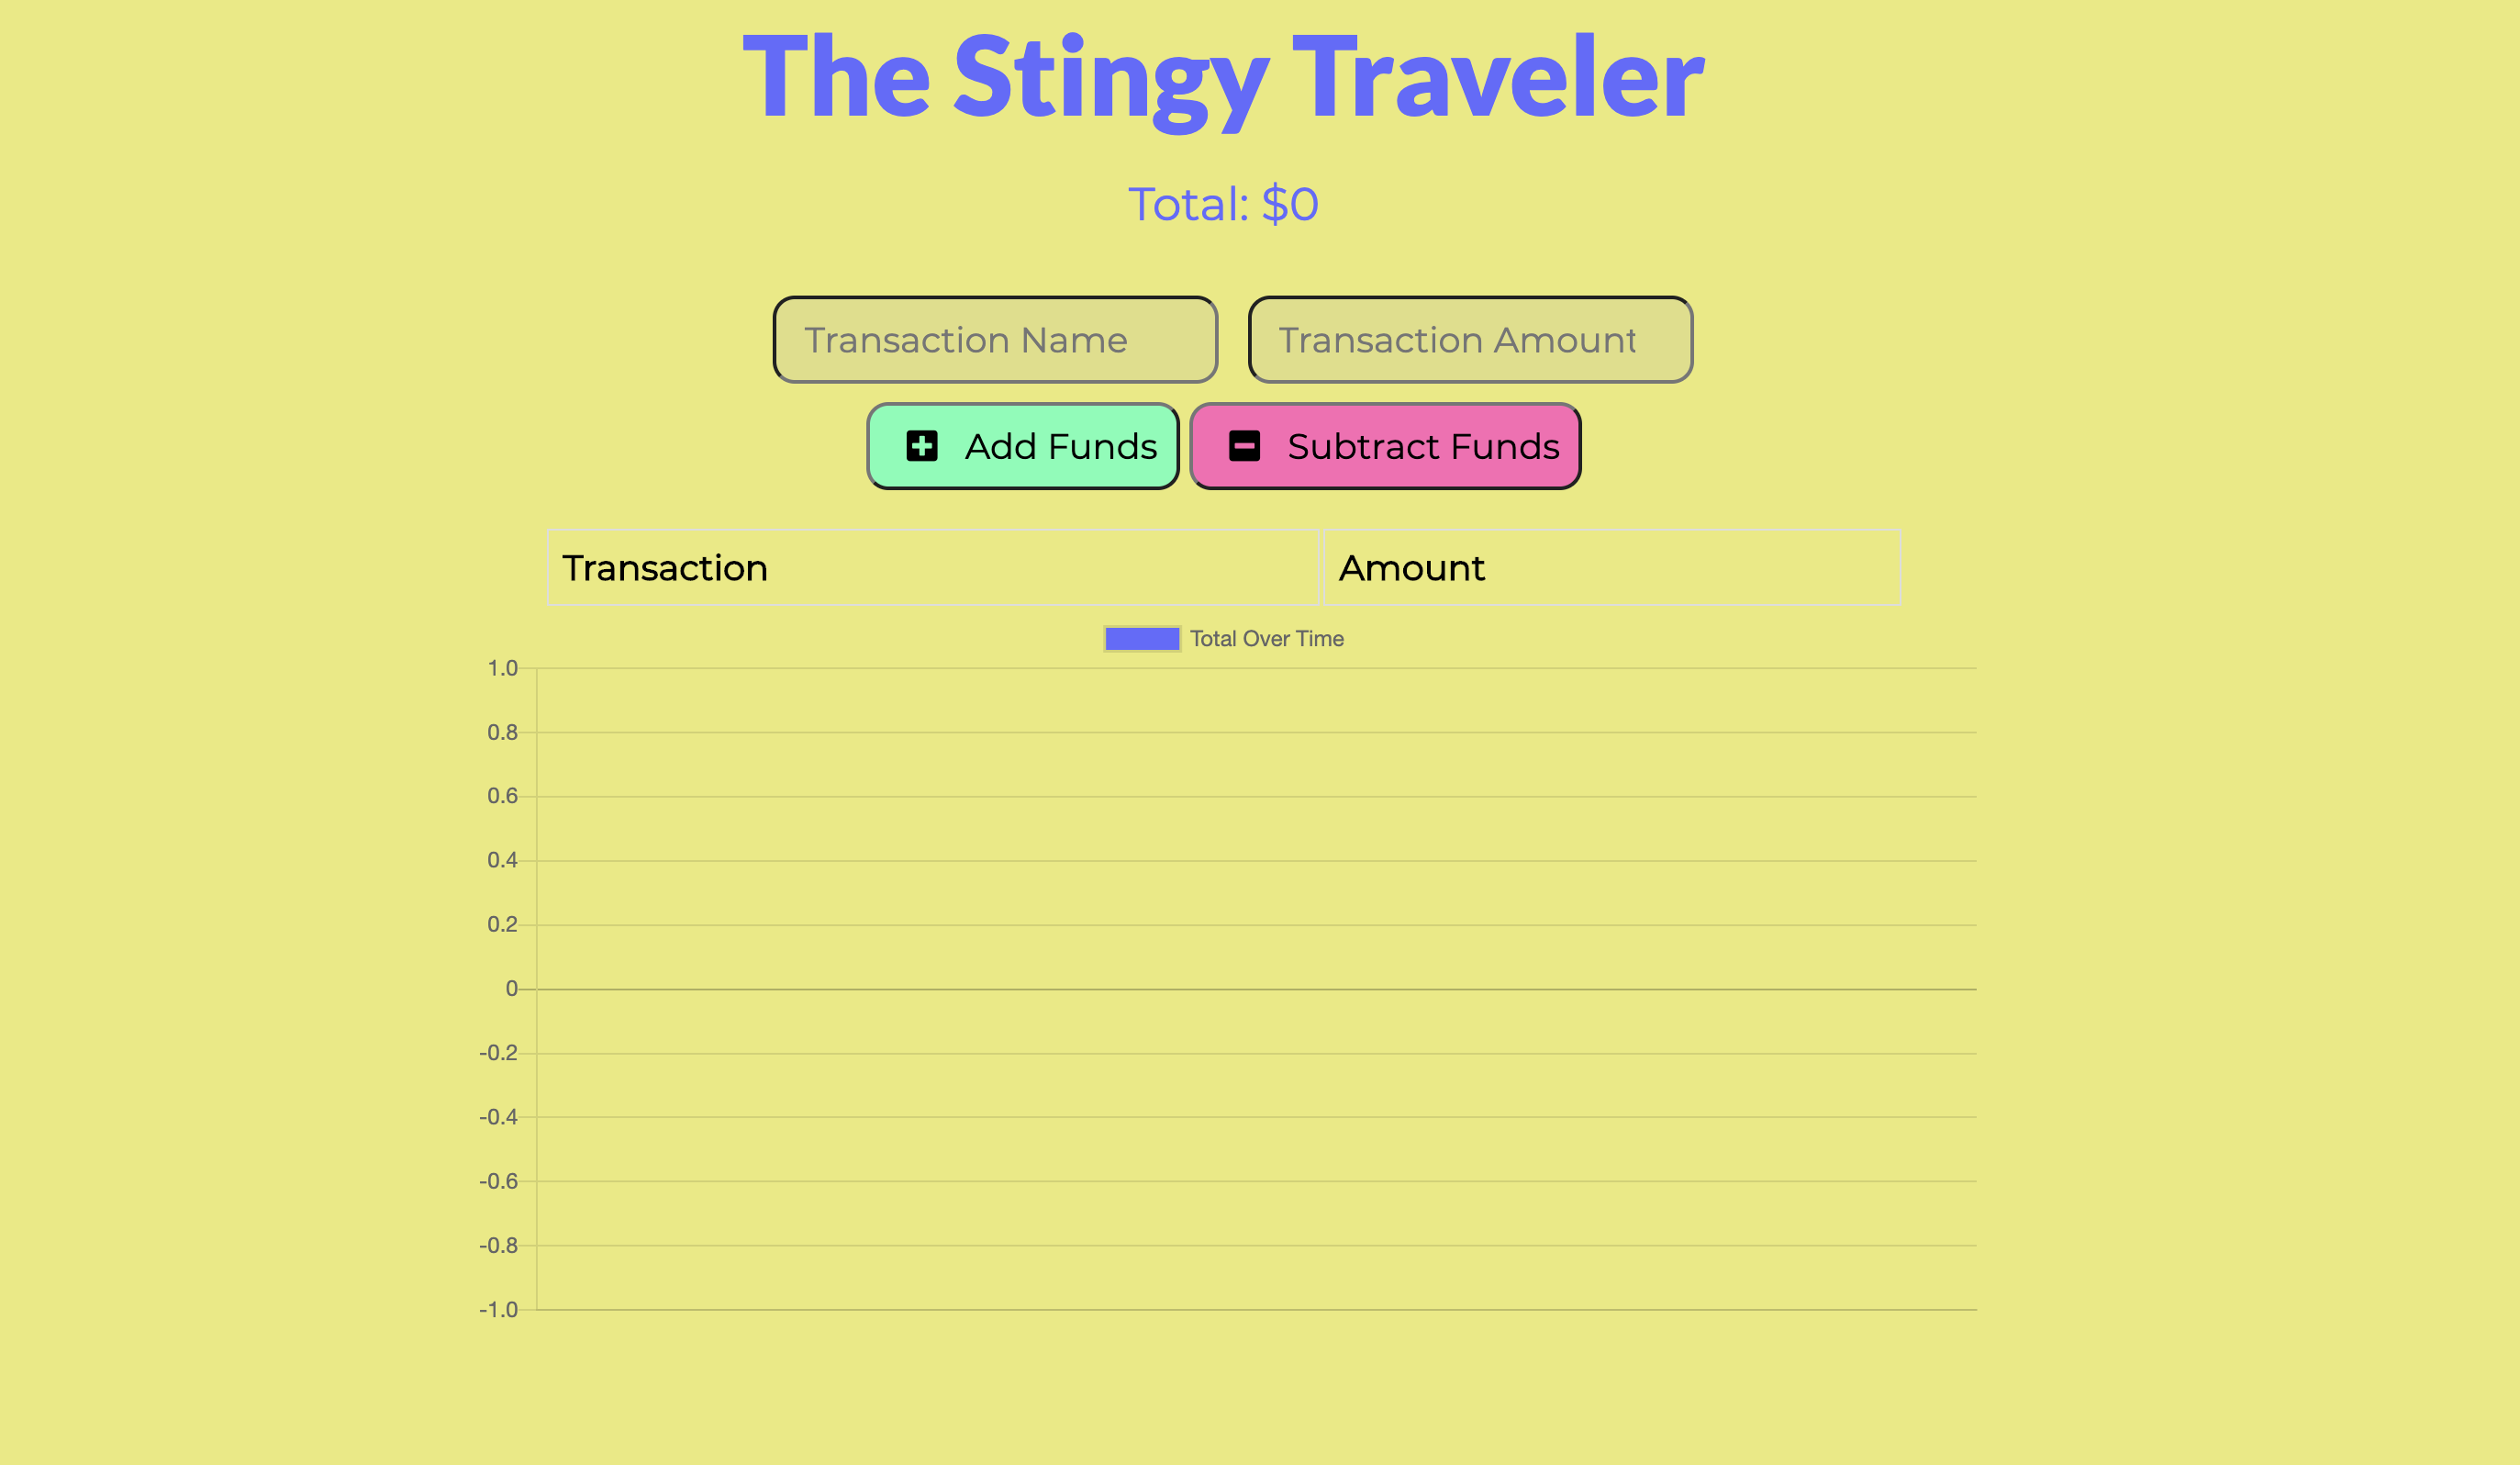 The Stingy Traveler
Total: $0
Transaction Name Transaction Amount
Add Funds Subtract Funds
Transaction Amount
Total Over Time
1.0
0.8
0.6
0.4
0.2
0
-0.2
-0.4
-0.6
-0.8
-1.0